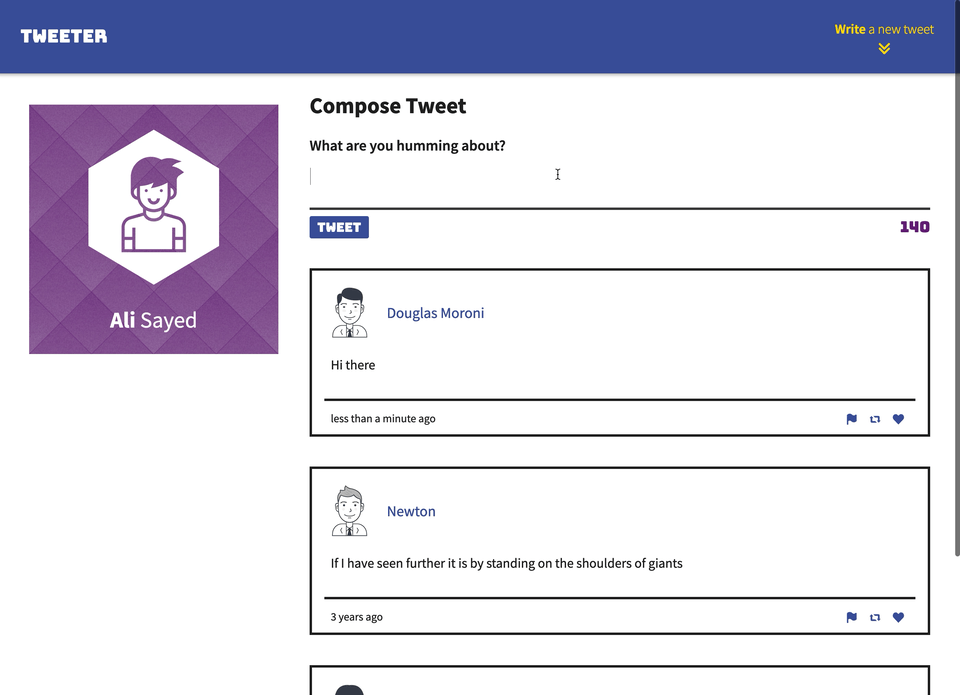 TWEETER
Write a new tweet
Ali Sayed
Compose Tweet
What are you humming about?
TWEET
140
Douglas Moroni
Hi there
less than a minute ago
Newton
If I have seen further it is by standing on the shoulders of giants
3 years ago